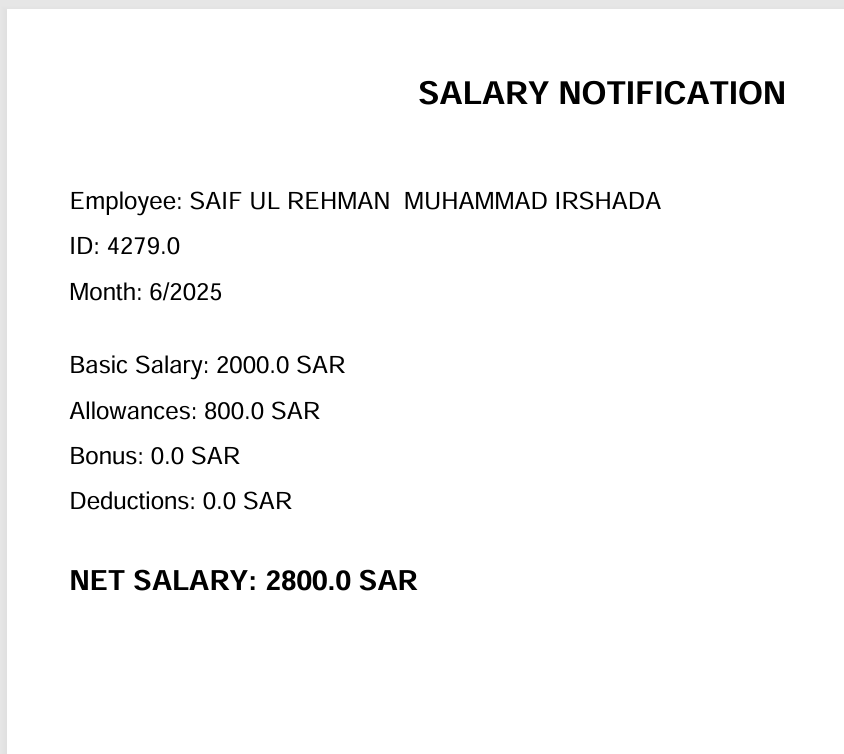 SALARY NOTIFICATION
Employee: SAIF UL REHMAN  MUHAMMAD IRSHADA
ID: 4279.0
Month: 6/2025
Basic Salary: 2000.0 SAR
Allowances: 800.0 SAR
Bonus: 0.0 SAR
Deductions: 0.0 SAR
NET SALARY: 2800.0 SAR